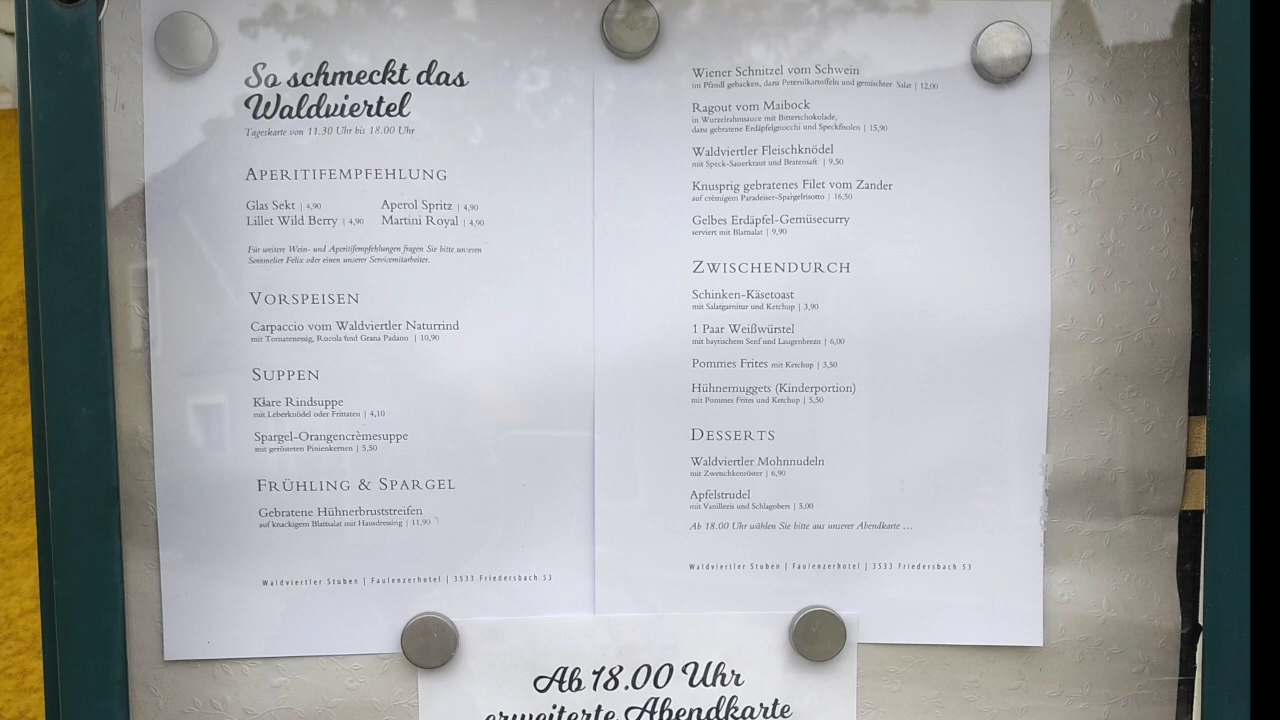 So schmeckt das
Waldviertel
Tageskarte von 11.30 Uhr bis 18.00 Uhr
APERITIFEMPFEHLUNG
Glas Sekt | 4,90 Aperol Spritz | 4,90
Lillet Wild Berry | 4,90 Martini Royal | 4,90
Für weitere Wein- und Aperitifempfehlungen fragen Sie bitte unseren
Sommelier Felix oder einen unserer Servicemitarbeiter.
VORSPEISEN
Carpaccio vom Waldviertler Naturrind
mit Tomatenessig, Rucola und Grana Padano | 10,90
SUPPEN
Klare Rindsuppe
mit Leberknödel oder Frittaten | 4,10
Spargel-Orangencrèmesuppe
mit gerösteten Pinienkernen | 5,50
FRÜHLING & SPARGEL
Gebratene Hühnerbruststreifen
auf knackigem Blattsalat mit Hausdressing | 11,90
Waldviertler Stuben | Faulenzerhotel | 3533 Friedersbach 53
Wiener Schnitzel vom Schwein
im Pfandl gebacken, dazu Petersilkartoffeln und gemischter Salat | 12,00
Ragout vom Maibock
in Wurzelrahmsauce mit Bitterschokolade,
dazu gebratene Erdäpfelgnocchi und Speckfisolen | 15,90
Waldviertler Fleischknödel
mit Speck-Sauerkraut und Bratensaft | 9,50
Knusprig gebratenes Filet vom Zander
auf crèmigem Paradeiser-Spargelrisotto | 16,50
Gelbes Erdäpfel-Gemüsecurry
serviert mit Blattsalat | 9,90
ZWISCHENDURCH
Schinken-Käsetoast
mit Salatgarnitur und Ketchup | 3,90
1 Paar Weißwürstel
mit bayrischem Senf und Laugenbrezn | 6,00
Pommes Frites mit Ketchup | 3,50
Hühnernuggets (Kinderportion)
mit Pommes Frites und Ketchup | 5,50
DESSERTS
Waldviertler Mohnnudeln
mit Zwetschkenröster | 6,90
Apfelstrudel
mit Vanilleeis und Schlagobers | 5,00
Ab 18.00 Uhr wählen Sie bitte aus unserer Abendkarte ...
Waldviertler Stuben | Faulenzerhotel | 3533 Friedersbach 53
Ab 18.00 Uhr
erweiterte Abendkarte